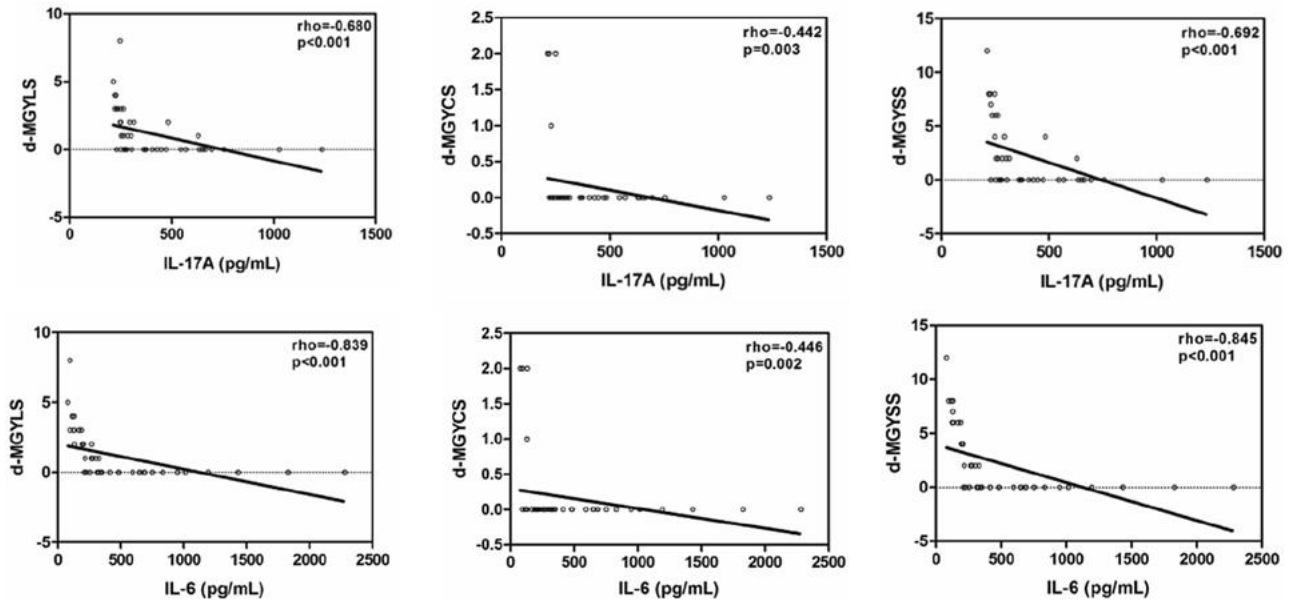 rho=-0.680
p<0.001
10
5
0
-5
d-MGYLS
0 500 1000 1500
IL-17A (pg/mL)
rho=-0.442
p=0.003
2.5
2.0
1.5
1.0
0.5
0.0
-0.5
d-MGYCS
0 500 1000 1500
IL-17A (pg/mL)
rho=-0.692
p<0.001
15
10
5
0
-5
d-MGYSS
0 500 1000 1500
IL-17A (pg/mL)
rho=-0.839
p<0.001
10
5
0
-5
d-MGYLS
0 500 1000 1500 2000 2500
IL-6 (pg/mL)
rho=-0.446
p=0.002
2.5
2.0
1.5
1.0
0.5
0.0
-0.5
d-MGYCS
0 500 1000 1500 2000 2500
IL-6 (pg/mL)
rho=-0.845
p<0.001
15
10
5
0
-5
d-MGYSS
0 500 1000 1500 2000 2500
IL-6 (pg/mL)